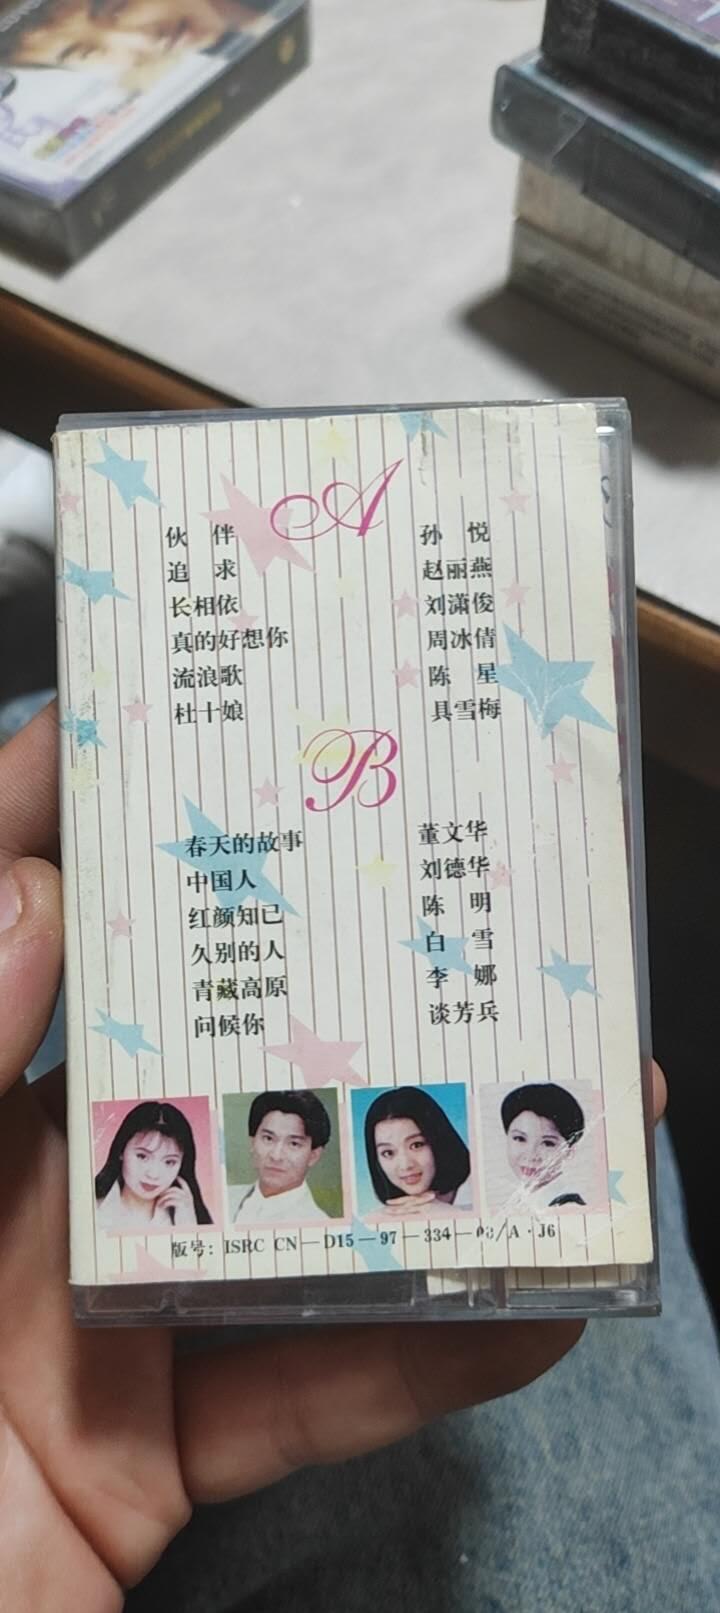 A
伙 伴 孙 悦
追 求 赵丽燕
长相依 刘潇俊
真的好想你 周冰倩
流浪歌 陈 星
杜十娘 具雪梅
B
春天的故事 董文华
中国人 刘德华
红颜知己 陈 明
久别的人 白 雪
青藏高原 李 娜
问候你 谈芳兵
版号: ISRC CN—D15—97—334—0 /A·J6